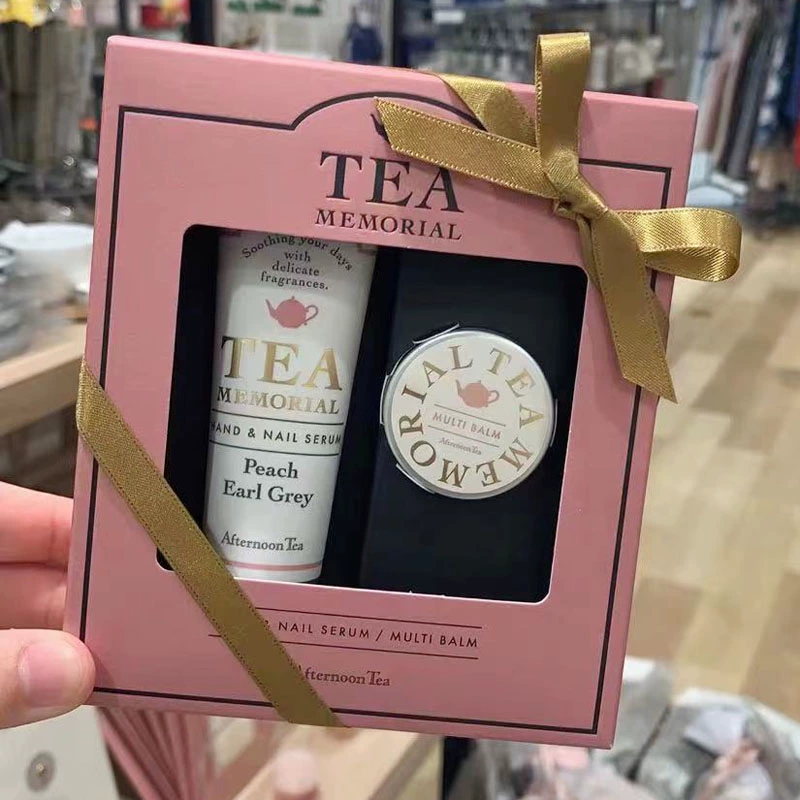 TEA
MEMORIAL
Soothing your days
with
delicate
fragrances.
TEA
MEMORIAL
HAND & NAIL SERUM
Peach
Earl Grey
Afternoon Tea
TEA MEMORIAL
MULTI BALM
Afternoon Tea
& NAIL SERUM / MULTI BALM
Afternoon Tea